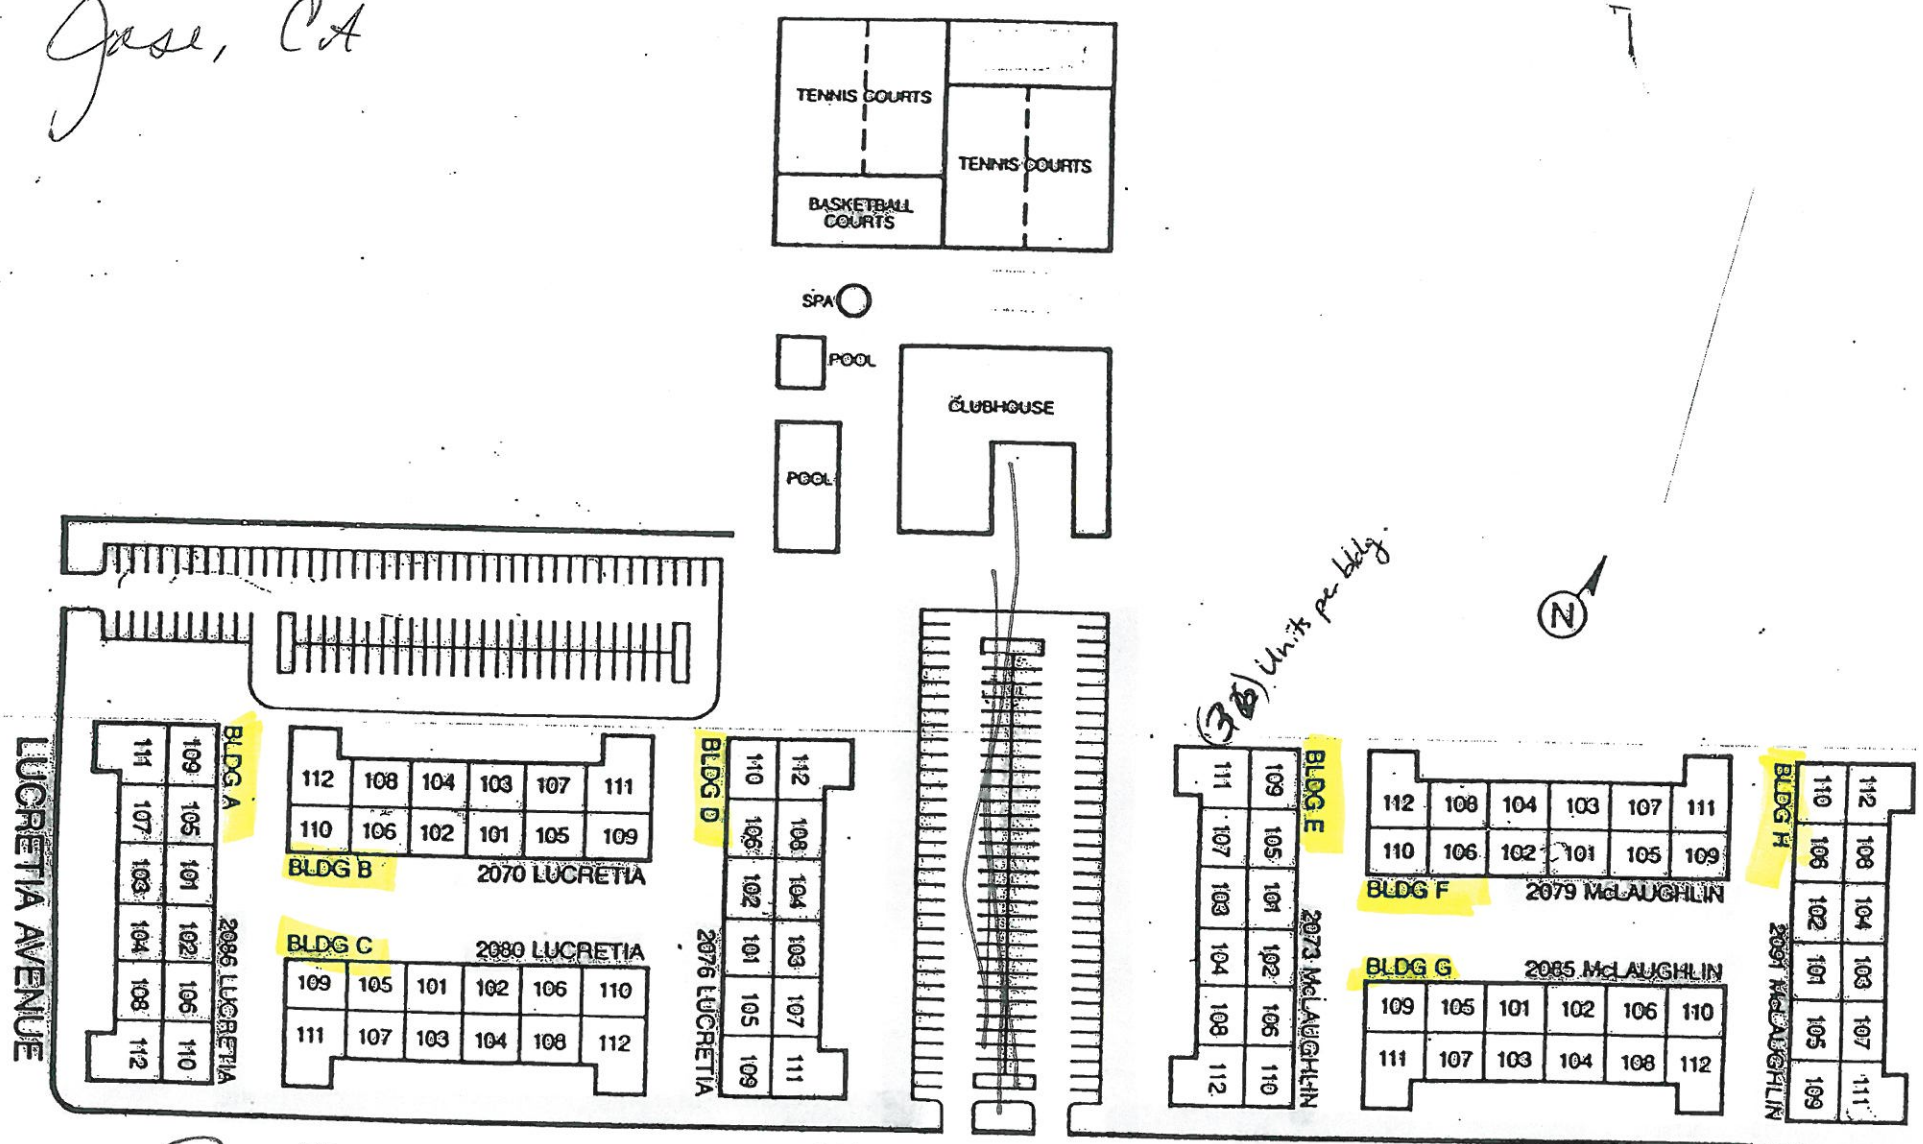 Jose, CA
TENNIS COURTS
TENNIS COURTS
BASKETBALL
COURTS
SPA
POOL
CLUBHOUSE
POOL
Units per bldg.
N
LUCRETIA AVENUE
BLDG A
111 109
107 105
103 101
104 102
108 106
112 110
2086 LUCRETIA
112 108 104 103 107 111
110 106 102 101 105 109
BLDG B 2070 LUCRETIA
BLDG C 2080 LUCRETIA
109 105 101 102 106 110
111 107 103 104 108 112
BLDG D
110 112
106 108
102 104
101 103
105 107
109 111
2076 LUCRETIA
BLDG E
111 109
107 105
103 101
104 102
108 106
112 110
2073 McLAUGHLIN
112 108 104 103 107 111
110 106 102 101 105 109
BLDG F 2079 McLAUGHLIN
BLDG G 2085 McLAUGHLIN
109 105 101 102 106 110
111 107 103 104 108 112
BLDG H
110 112
106 108
102 104
101 103
105 107
109 111
2091 McLAUGHLIN